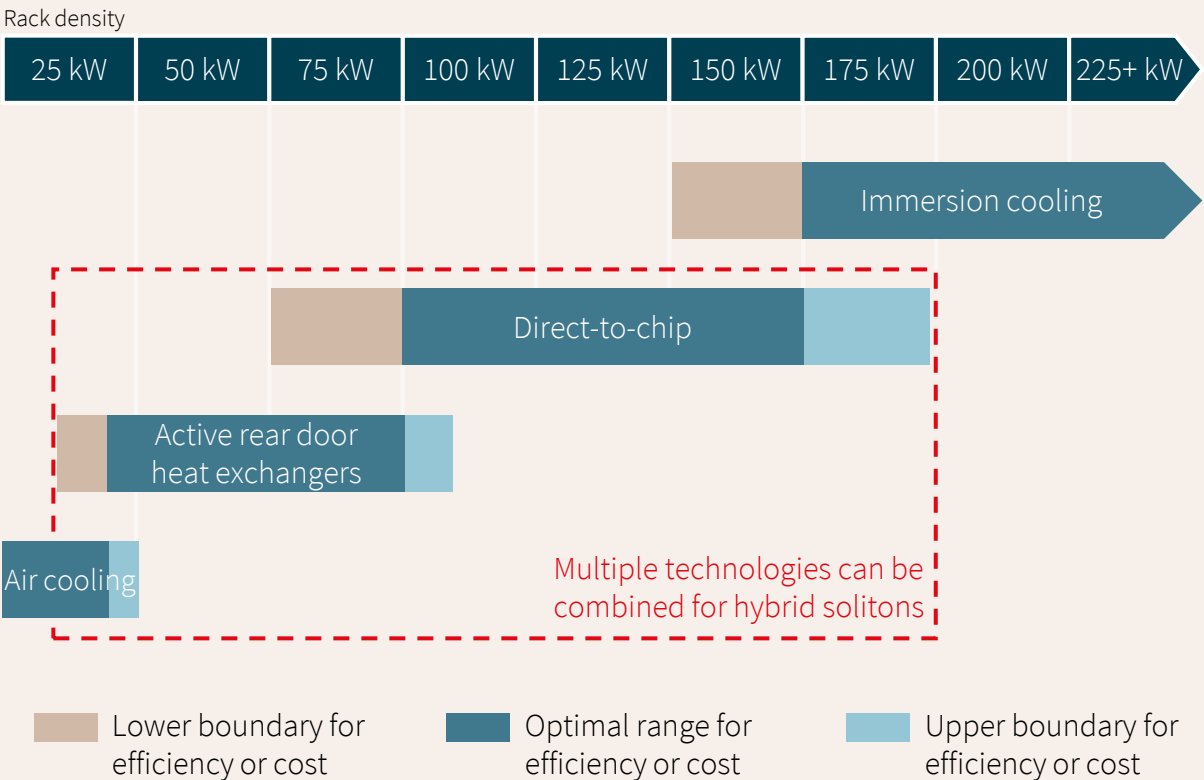 Rack density
25 kW
50 kW
75 kW
100 kW
125 kW
150 kW
175 kW
200 kW
225+ kW
Immersion cooling
Direct-to-chip
Active rear door
heat exchangers
Air cooling
Multiple technologies can be
combined for hybrid solitons
Lower boundary for
efficiency or cost
Optimal range for
efficiency or cost
Upper boundary for
efficiency or cost